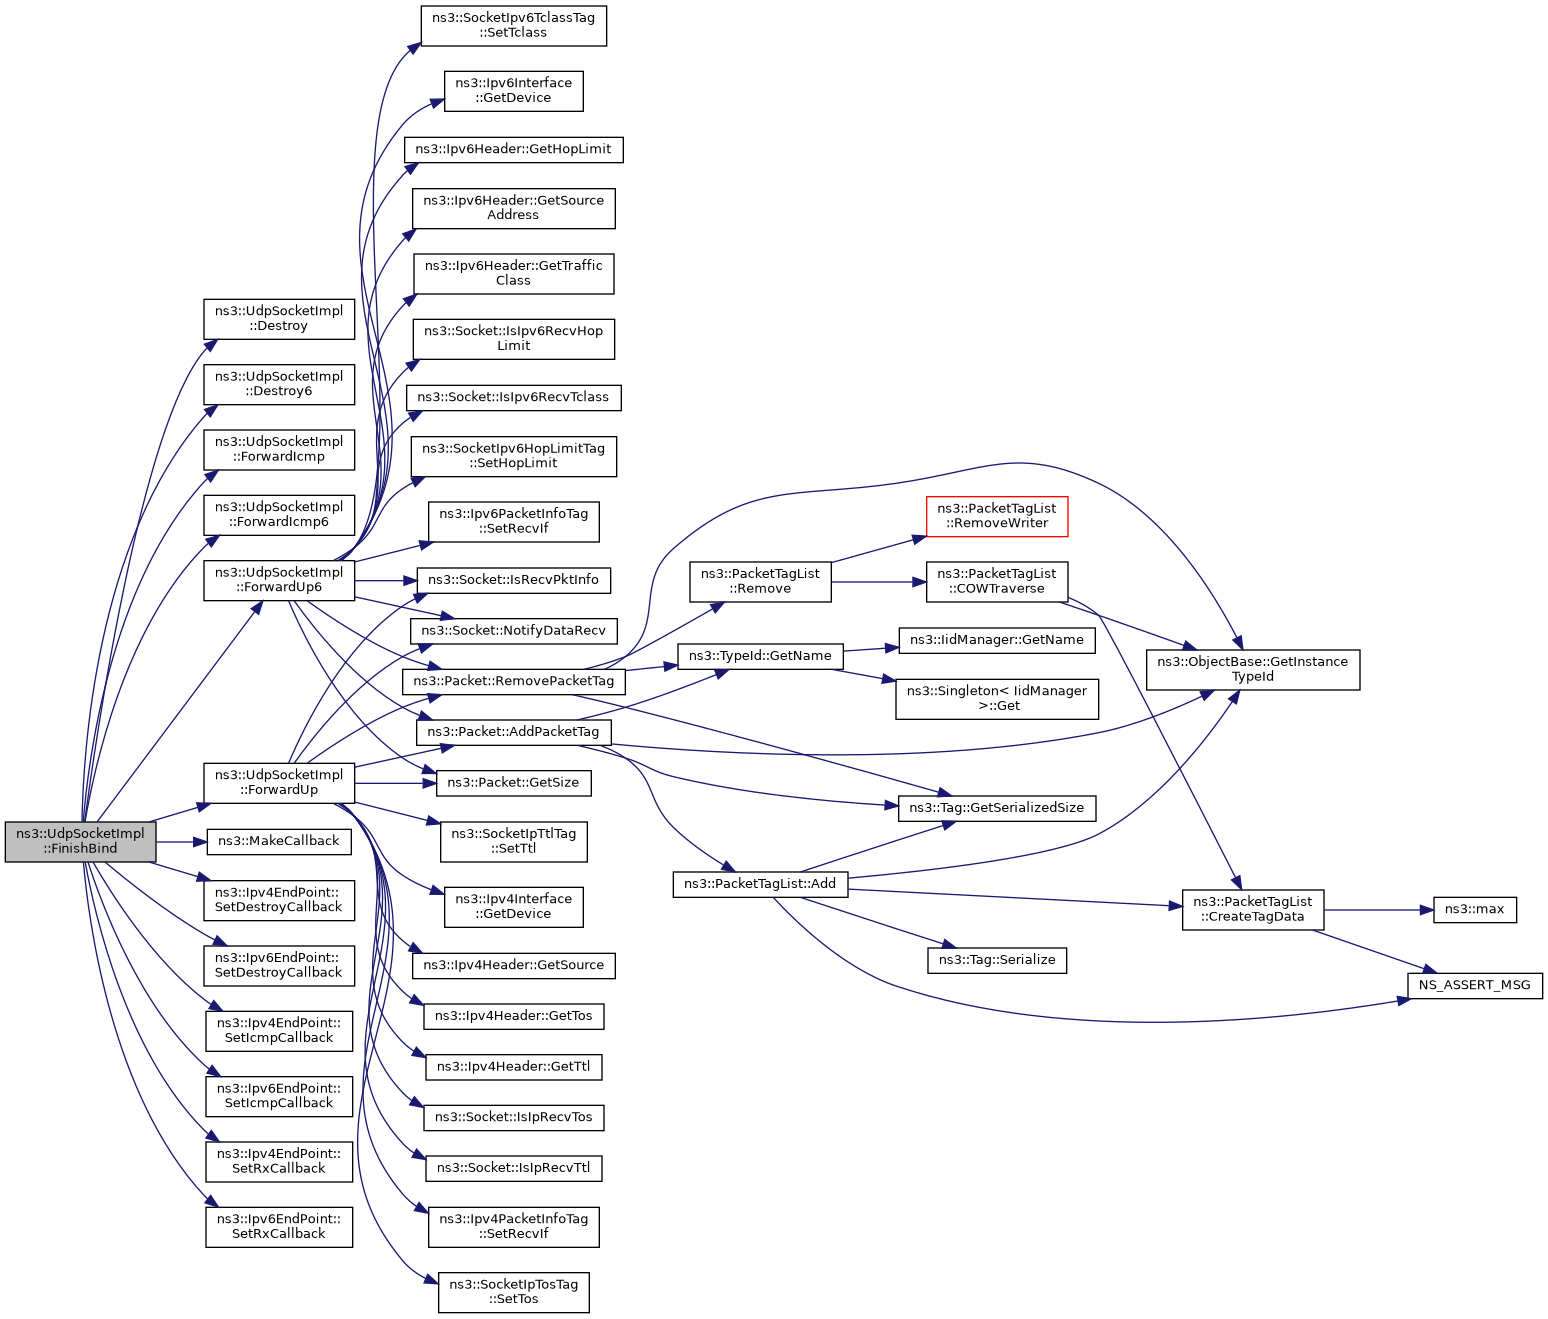 ns3::UdpSocketImpl
::FinishBind
ns3::UdpSocketImpl
::Destroy
ns3::UdpSocketImpl
::Destroy6
ns3::UdpSocketImpl
::ForwardIcmp
ns3::UdpSocketImpl
::ForwardIcmp6
ns3::UdpSocketImpl
::ForwardUp6
ns3::UdpSocketImpl
::ForwardUp
ns3::MakeCallback
ns3::Ipv4EndPoint::
SetDestroyCallback
ns3::Ipv6EndPoint::
SetDestroyCallback
ns3::Ipv4EndPoint::
SetIcmpCallback
ns3::Ipv6EndPoint::
SetIcmpCallback
ns3::Ipv4EndPoint::
SetRxCallback
ns3::Ipv6EndPoint::
SetRxCallback
ns3::SocketIpv6TclassTag
::SetTclass
ns3::Ipv6Interface
::GetDevice
ns3::Ipv6Header::GetHopLimit
ns3::Ipv6Header::GetSource
Address
ns3::Ipv6Header::GetTraffic
Class
ns3::Socket::IsIpv6RecvHop
Limit
ns3::Socket::IsIpv6RecvTclass
ns3::SocketIpv6HopLimitTag
::SetHopLimit
ns3::Ipv6PacketInfoTag
::SetRecvIf
ns3::Socket::IsRecvPktInfo
ns3::Socket::NotifyDataRecv
ns3::Packet::RemovePacketTag
ns3::Packet::AddPacketTag
ns3::Packet::GetSize
ns3::SocketIpTtlTag
::SetTtl
ns3::Ipv4Interface
::GetDevice
ns3::Ipv4Header::GetSource
ns3::Ipv4Header::GetTos
ns3::Ipv4Header::GetTtl
ns3::Socket::IsIpRecvTos
ns3::Socket::IsIpRecvTtl
ns3::Ipv4PacketInfoTag
::SetRecvIf
ns3::SocketIpTosTag
::SetTos
ns3::PacketTagList
::Remove
ns3::TypeId::GetName
ns3::PacketTagList::Add
ns3::PacketTagList
::RemoveWriter
ns3::PacketTagList
::COWTraverse
ns3::IidManager::GetName
ns3::Singleton< IidManager
>::Get
ns3::Tag::GetSerializedSize
ns3::Tag::Serialize
ns3::ObjectBase::GetInstance
TypeId
ns3::PacketTagList
::CreateTagData
ns3::max
NS_ASSERT_MSG